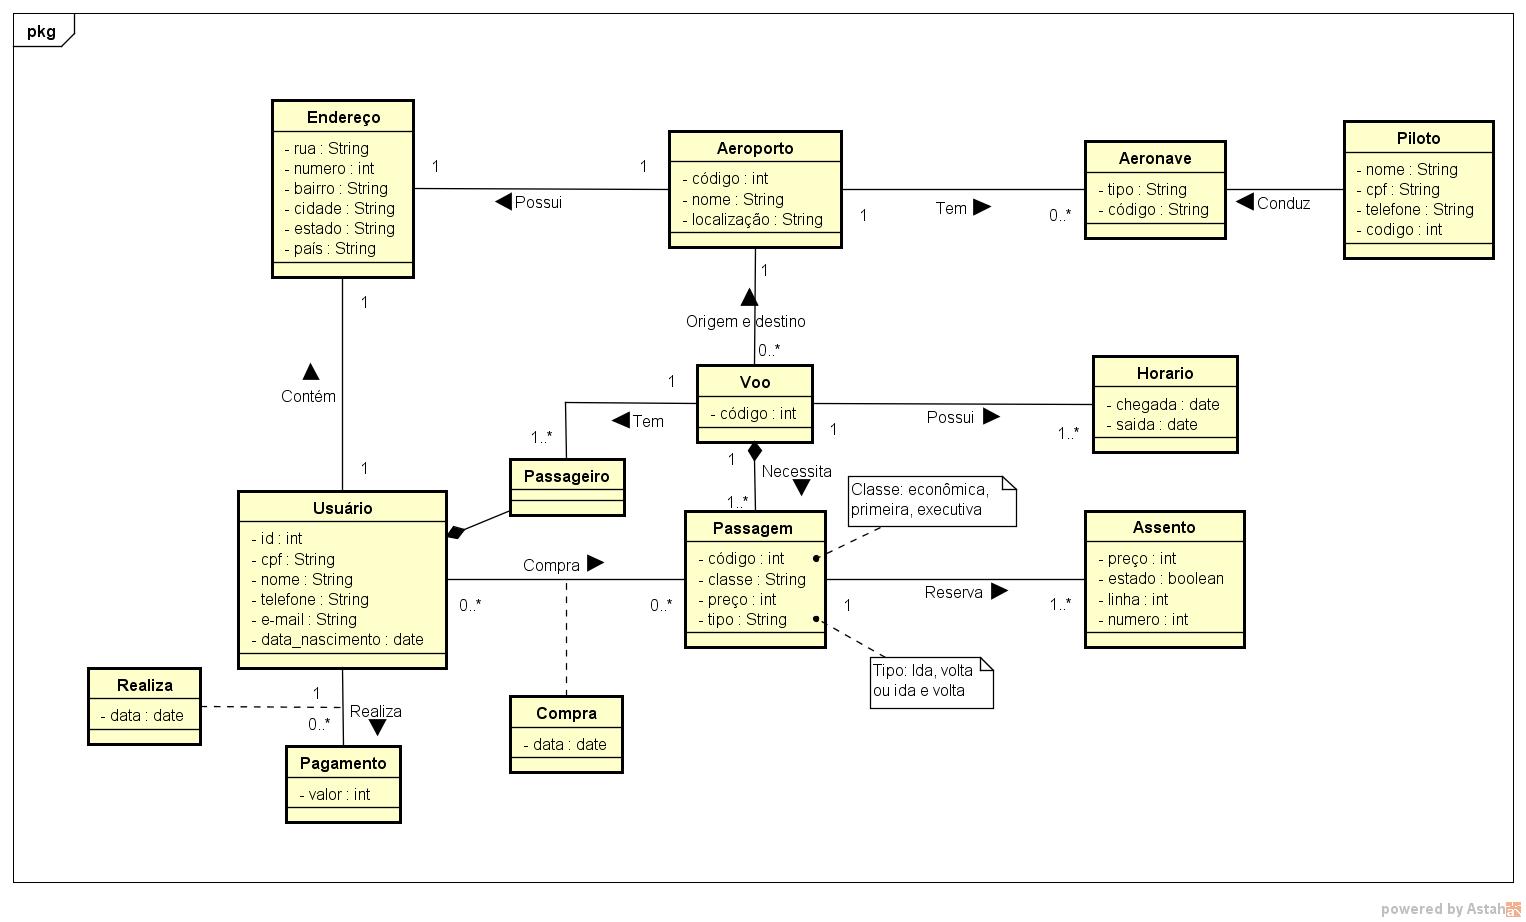 pkg
Endereço
- rua : String
- numero : int
- bairro : String
- cidade : String
- estado : String
- país : String
1
1
Possui
Aeroporto
- código : int
- nome : String
- localização : String
1
Tem
0..*
Aeronave
- tipo : String
- código : String
Conduz
Piloto
- nome : String
- cpf : String
- telefone : String
- codigo : int
1
Contém
1
1
Origem e destino
0..*
Voo
- código : int
1
Tem
1..*
Passageiro
1
Possui
1..*
Horario
- chegada : date
- saida : date
1
Necessita
1..*
Classe: econômica,
primeira, executiva
Usuário
- id : int
- cpf : String
- nome : String
- telefone : String
- e-mail : String
- data_nascimento : date
Compra
0..*
0..*
Passagem
- código : int
- classe : String
- preço : int
- tipo : String
1
Reserva
1..*
Assento
- preço : int
- estado : boolean
- linha : int
- numero : int
Tipo: Ida, volta
ou ida e volta
Realiza
- data : date
1
0..*
Realiza
Compra
- data : date
Pagamento
- valor : int
powered by Astah